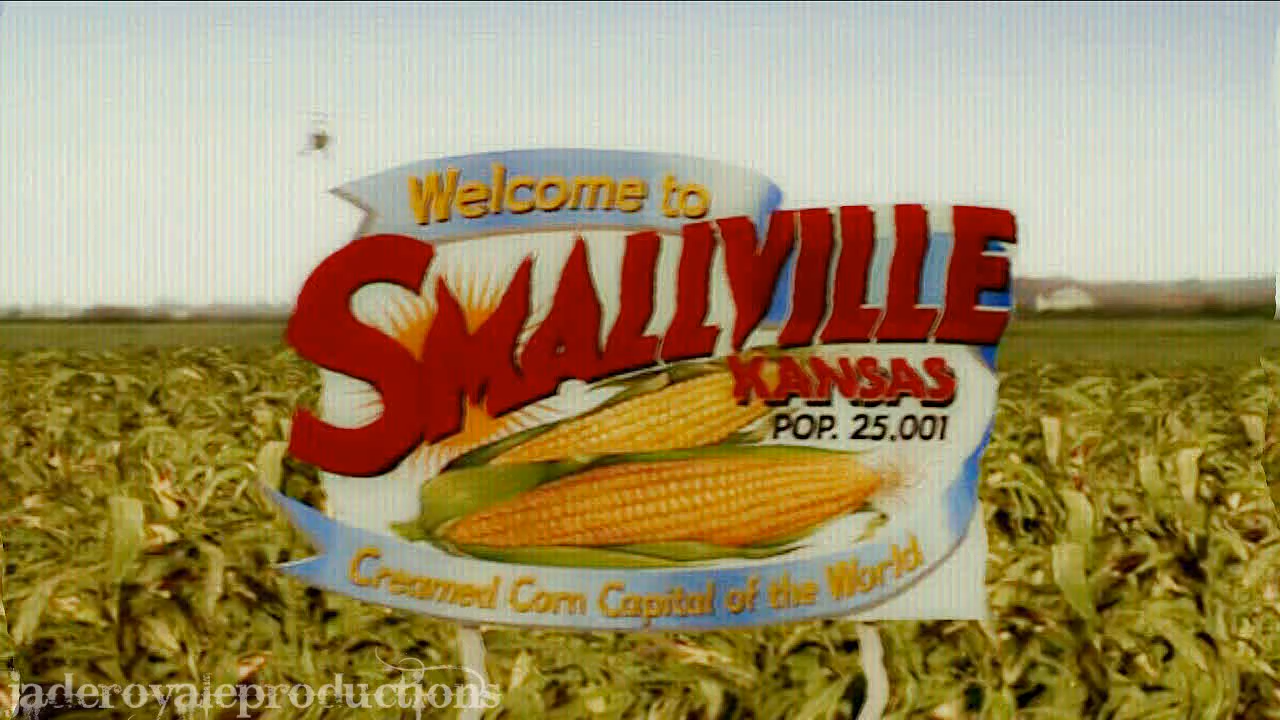 Welcome to
SMALLVILLE
KANSAS
POP. 25,001
Creamed Corn Capital of the World
jaderoyaleproductions